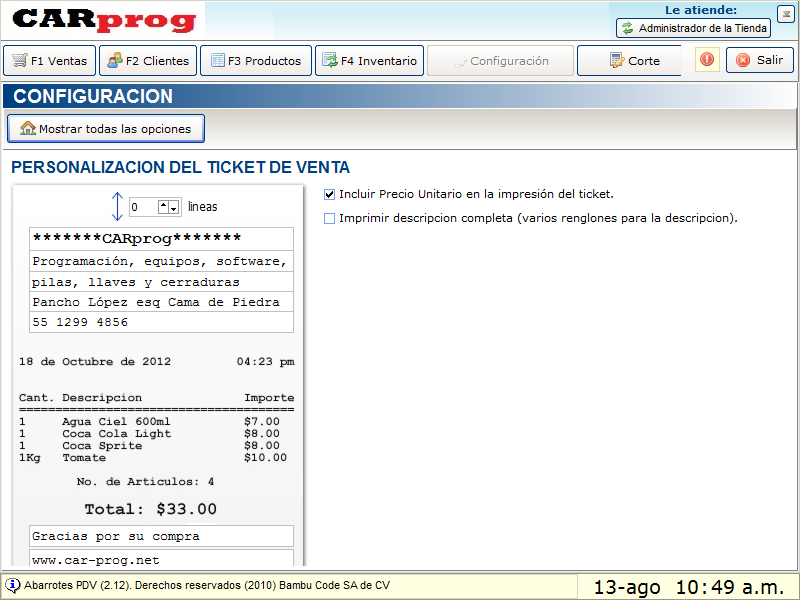 CARprog
Le atiende:
Administrador de la Tienda
F1 Ventas
F2 Clientes
F3 Productos
F4 Inventario
Configuración
Corte
Salir
CONFIGURACION
Mostrar todas las opciones
PERSONALIZACION DEL TICKET DE VENTA
0 lineas
Incluir Precio Unitario en la impresión del ticket.
Imprimir descripcion completa (varios renglones para la descripcion).
*******CARprog*******
Programación, equipos, software,
pilas, llaves y cerraduras
Pancho López esq Cama de Piedra
55 1299 4856
18 de Octubre de 2012 04:23 pm
Cant. Descripcion Importe
======================================
1 Agua Ciel 600ml $7.00
1 Coca Cola Light $8.00
1 Coca Sprite $8.00
1Kg Tomate $10.00
No. de Articulos: 4
Total: $33.00
Gracias por su compra
www.car-prog.net
Abarrotes PDV (2.12). Derechos reservados (2010) Bambu Code SA de CV
13-ago 10:49 a.m.